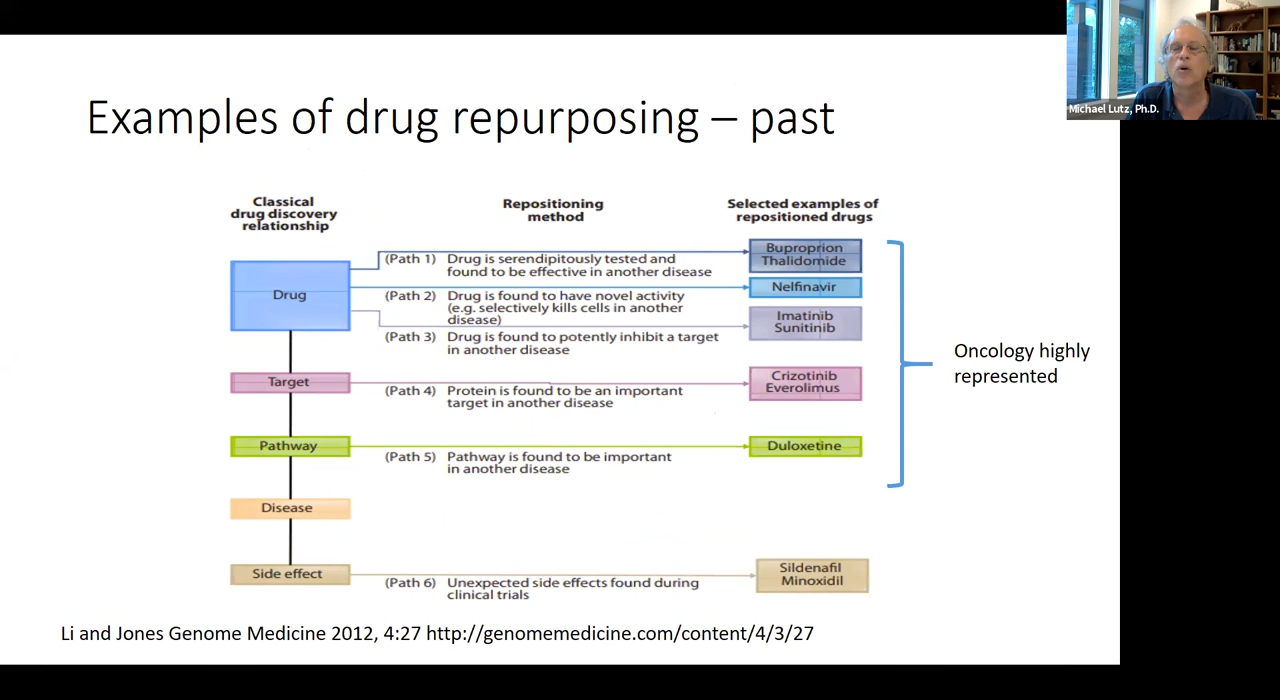 Michael Lutz, Ph.D.
Examples of drug repurposing – past
Classical
drug discovery
relationship
Repositioning
method
Selected examples of
repositioned drugs
Drug
(Path 1) Drug is serendipitously tested and
found to be effective in another disease
Buproprion
Thalidomide
(Path 2) Drug is found to have novel activity
(e.g. selectively kills cells in another
disease)
Nelfinavir
(Path 3) Drug is found to potently inhibit a target
in another disease
Imatinib
Sunitinib
Target
(Path 4) Protein is found to be an important
target in another disease
Crizotinib
Everolimus
Pathway
(Path 5) Pathway is found to be important
in another disease
Duloxetine
Disease
Side effect
(Path 6) Unexpected side effects found during
clinical trials
Sildenafil
Minoxidil
Oncology highly
represented
Li and Jones Genome Medicine 2012, 4:27 http://genomemedicine.com/content/4/3/27